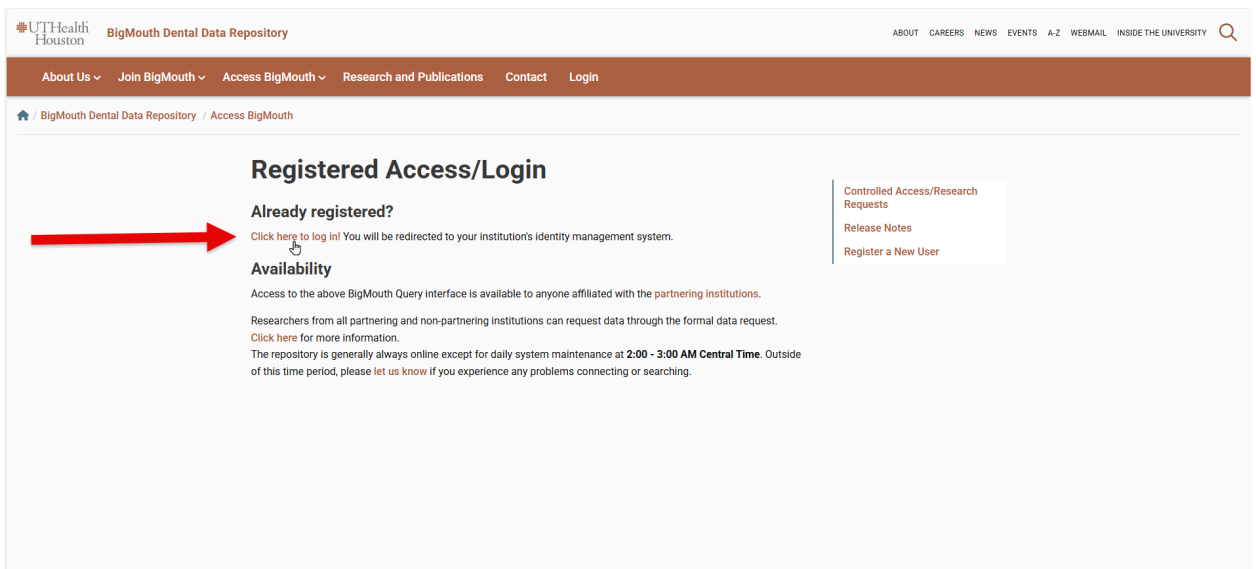 UTHealth
Houston
BigMouth Dental Data Repository
ABOUT CAREERS NEWS EVENTS A-Z WEBMAIL INSIDE THE UNIVERSITY
About Us Join BigMouth Access BigMouth Research and Publications Contact Login
/ BigMouth Dental Data Repository / Access BigMouth
Registered Access/Login
Already registered?
Click here to log in! You will be redirected to your institution's identity management system.
Availability
Access to the above BigMouth Query interface is available to anyone affiliated with the partnering institutions.
Researchers from all partnering and non-partnering institutions can request data through the formal data request.
Click here for more information.
The repository is generally always online except for daily system maintenance at 2:00 - 3:00 AM Central Time. Outside
of this time period, please let us know if you experience any problems connecting or searching.
Controlled Access/Research
Requests
Release Notes
Register a New User